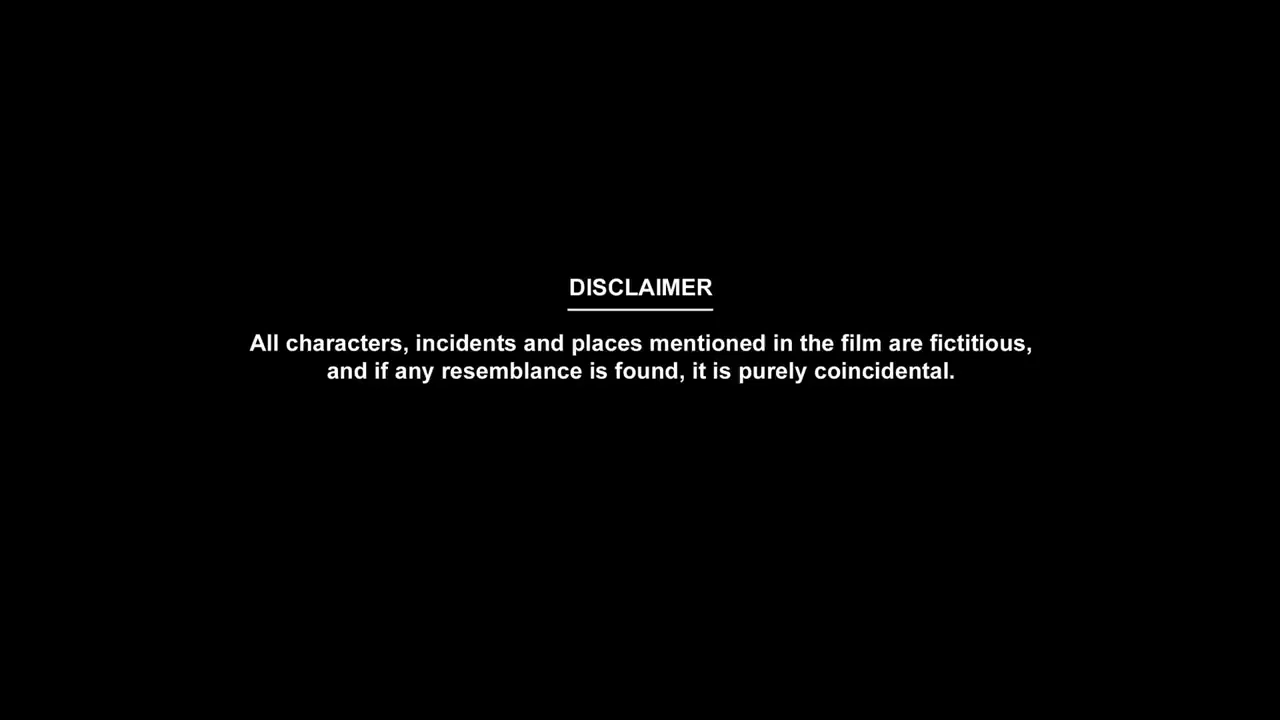 DISCLAIMER
All characters, incidents and places mentioned in the film are fictitious,
and if any resemblance is found, it is purely coincidental.